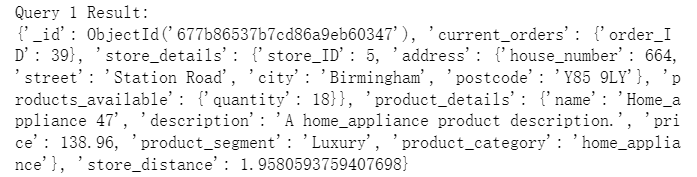 Query 1 Result:
{'_id': ObjectId('677b86537b7cd86a9eb60347'), 'current_orders': {'order_I
D': 39}, 'store_details': {'store_ID': 5, 'address': {'house_number': 664,
'street': 'Station Road', 'city': 'Birmingham', 'postcode': 'Y85 9LY'}, 'p
roducts_available': {'quantity': 18}}, 'product_details': {'name': 'Home_a
ppliance 47', 'description': 'A home_appliance product description.', 'pri
ce': 138.96, 'product_segment': 'Luxury', 'product_category': 'home_applia
nce'}, 'store_distance': 1.9580593759407698}